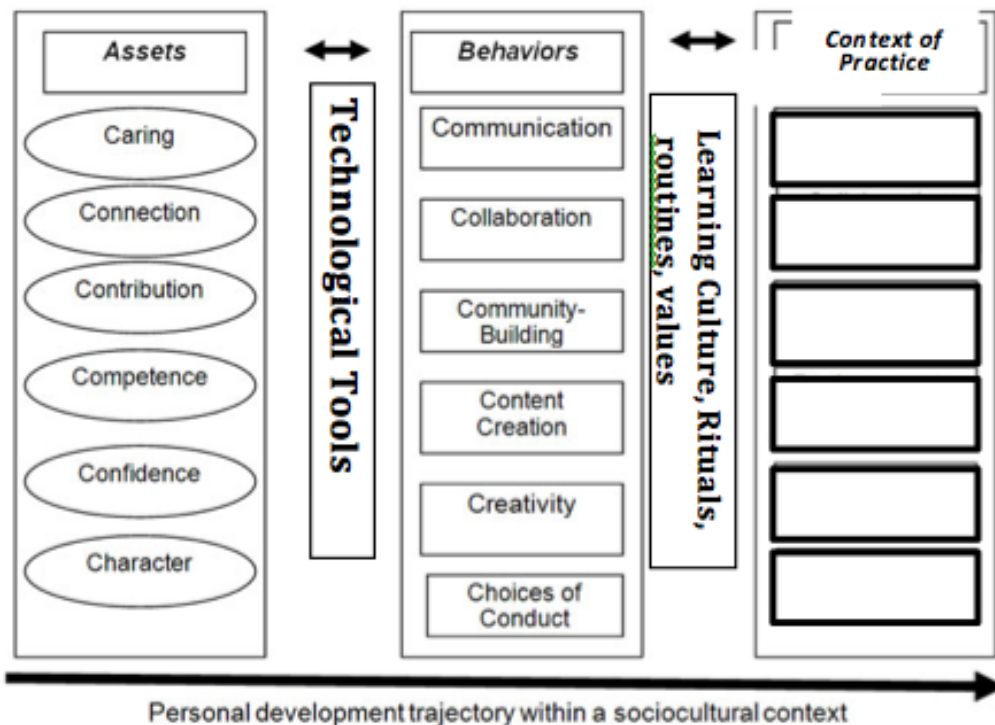 Assets
Caring
Connection
Contribution
Competence
Confidence
Character
Technological Tools
Behaviors
Communication
Collaboration
Community-
Building
Content
Creation
Creativity
Choices of
Conduct
Learning Culture, Rituals,
routines, values
Context of
Practice
Personal development trajectory within a sociocultural context